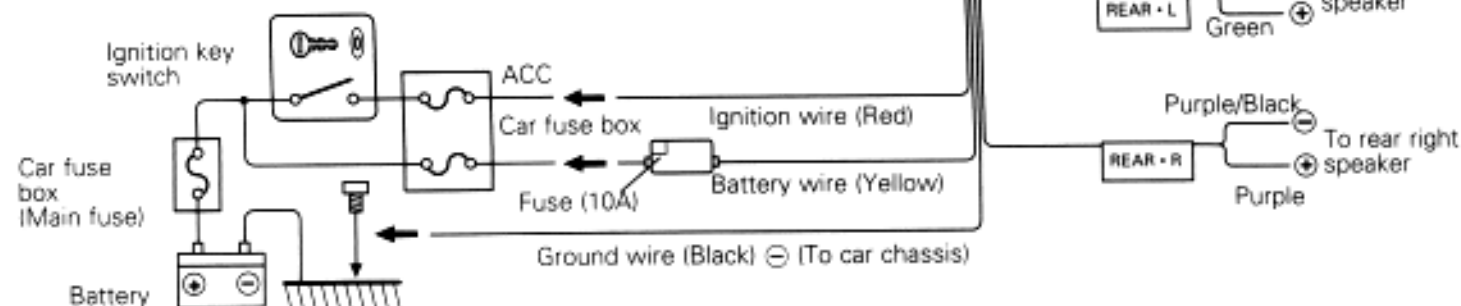 REAR • L
speaker
⊕
Green
Ignition key
switch
ACC
Ignition wire (Red)
Car fuse box
Purple/Black
⊖
To rear right
⊕ speaker
REAR • R
Purple
Car fuse
box
(Main fuse)
Fuse (10A)
Battery wire (Yellow)
Ground wire (Black) ⊖ (To car chassis)
⊕ ⊖
Battery